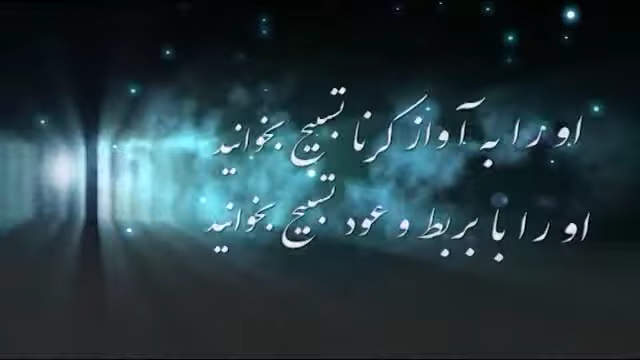 او را به آواز کرنا تسبیح بخوانید
او را با بربط و عود تسبیح بخوانید